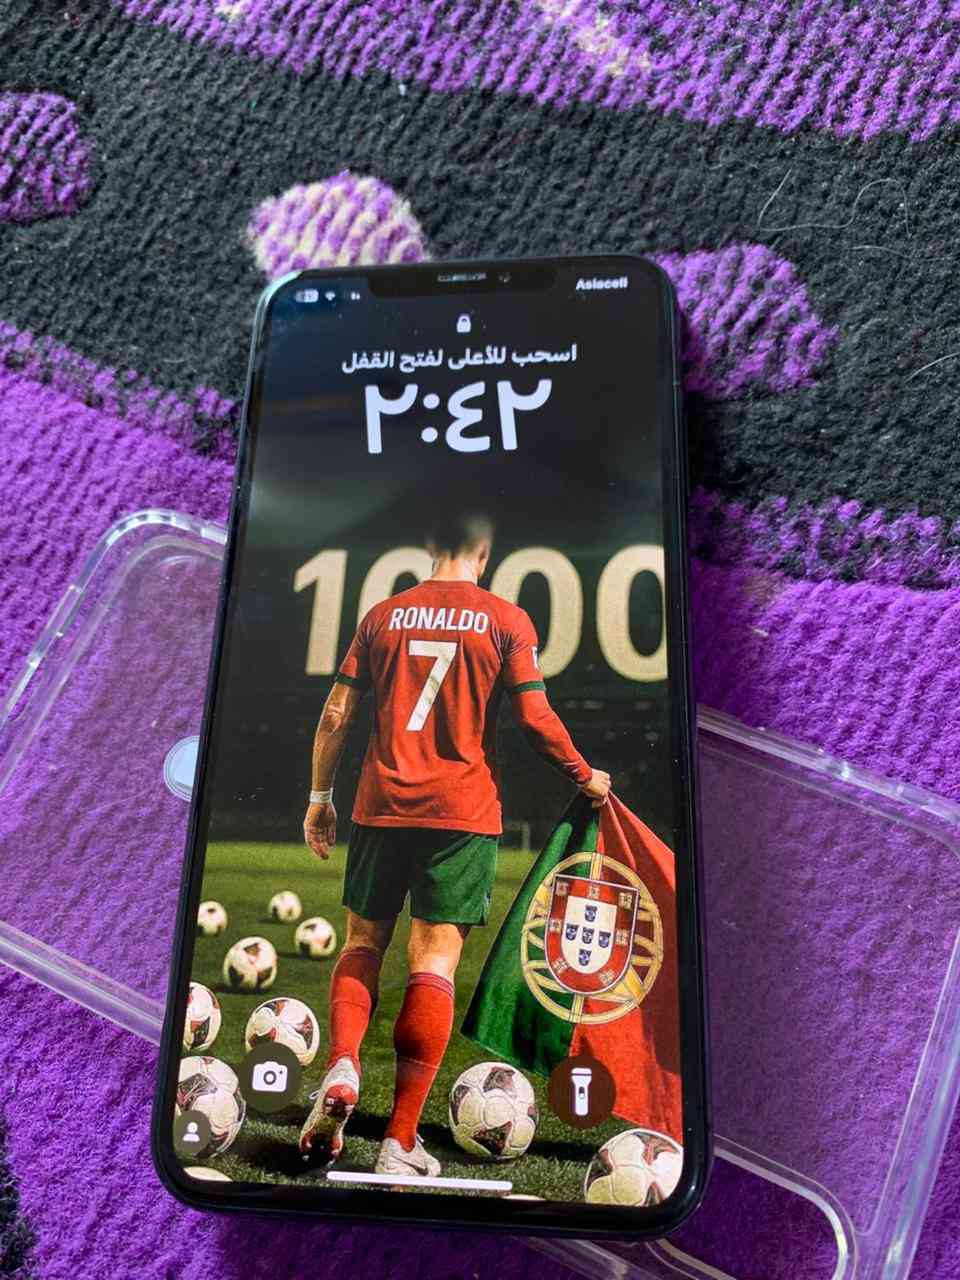 Asiacell
اسحب للأعلى لفتح القفل
٢:٤٢
1000
RONALDO
7